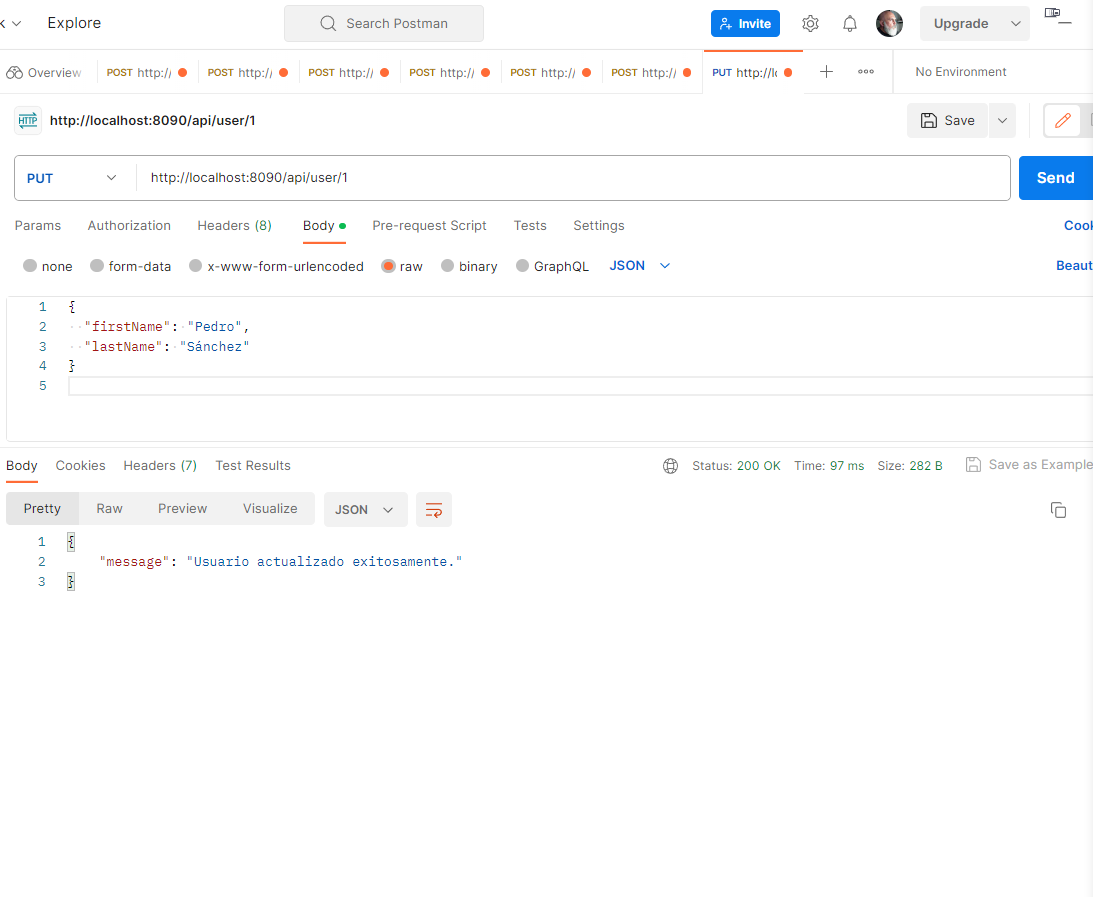 k Explore Search Postman Invite Upgrade
Overview POST http:// POST http:// POST http:// POST http:// POST http:// POST http:// PUT http://lo No Environment
HTTP http://localhost:8090/api/user/1 Save
PUT http://localhost:8090/api/user/1 Send
Params Authorization Headers (8) Body Pre-request Script Tests Settings Cook
none form-data x-www-form-urlencoded raw binary GraphQL JSON Beaut
1 {
2 "firstName": "Pedro",
3 "lastName": "Sánchez"
4 }
5
Body Cookies Headers (7) Test Results Status: 200 OK Time: 97 ms Size: 282 B Save as Example
Pretty Raw Preview Visualize JSON
1 {
2 "message": "Usuario actualizado exitosamente."
3 }